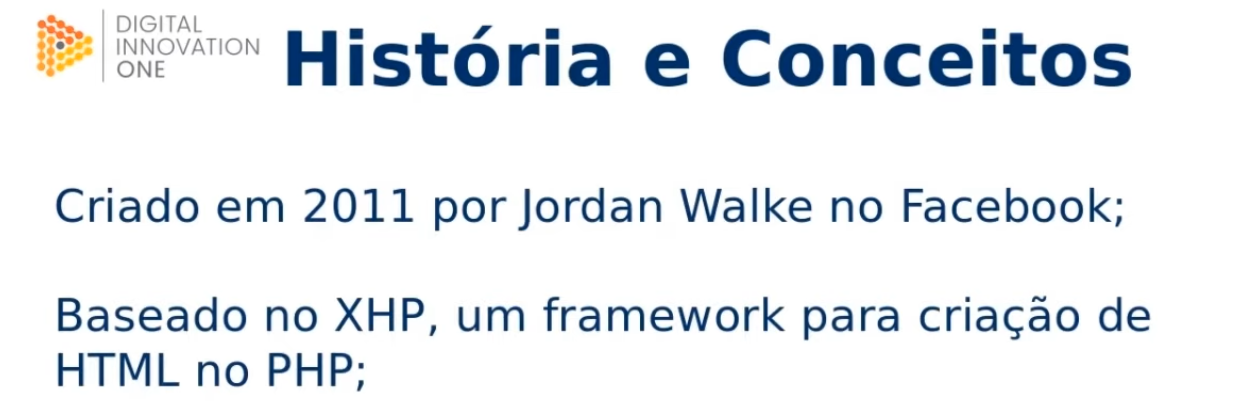 DIGITAL
INNOVATION
ONE
História e Conceitos
Criado em 2011 por Jordan Walke no Facebook;
Baseado no XHP, um framework para criação de
HTML no PHP;